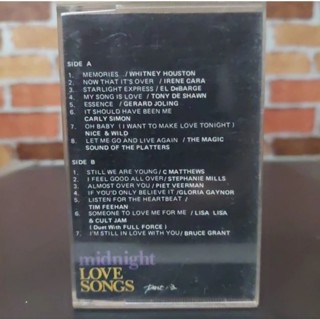 SIDE A
1. MEMORIES /WHITNEY HOUSTON
2. NOW THAT IT'S OVER / IRENE CARA
3. STARLIGHT EXPRESS / EL DeBARGE
4. MY SONG IS LOVE / TONY DE SHAWN
5. ESSENCE / GERARD JOLING
6. IT SHOULD HAVE BEEN ME
CARLY SIMON
7. OH BABY ( I WANT TO MAKE LOVE TONIGHT )
NICE & WILD
8. LET ME GO AND LIVE AGAIN / THE MAGIC
SOUND OF THE PLATTERS
SIDE B
1. STILL WE ARE YOUNG / C MATTHEWS
2. I FEEL GOOD ALL OVER / STEPHANIE MILLS
3. ALMOST OVER YOU / PIET VEERMAN
4. IF YOU'D ONLY BELIEVE IT /GLORIA GAYNOR
5. LISTEN FOR THE HEARTBEAT /
TIM FEEHAN
6. SOMEONE TO LOVE ME FOR ME / LISA LISA
& CULT JAM
( Duet With FULL FORCE )
7. I'M STILL IN LOVE WITH YOU / BRUCE GRANT
midnight
LOVE
SONGS